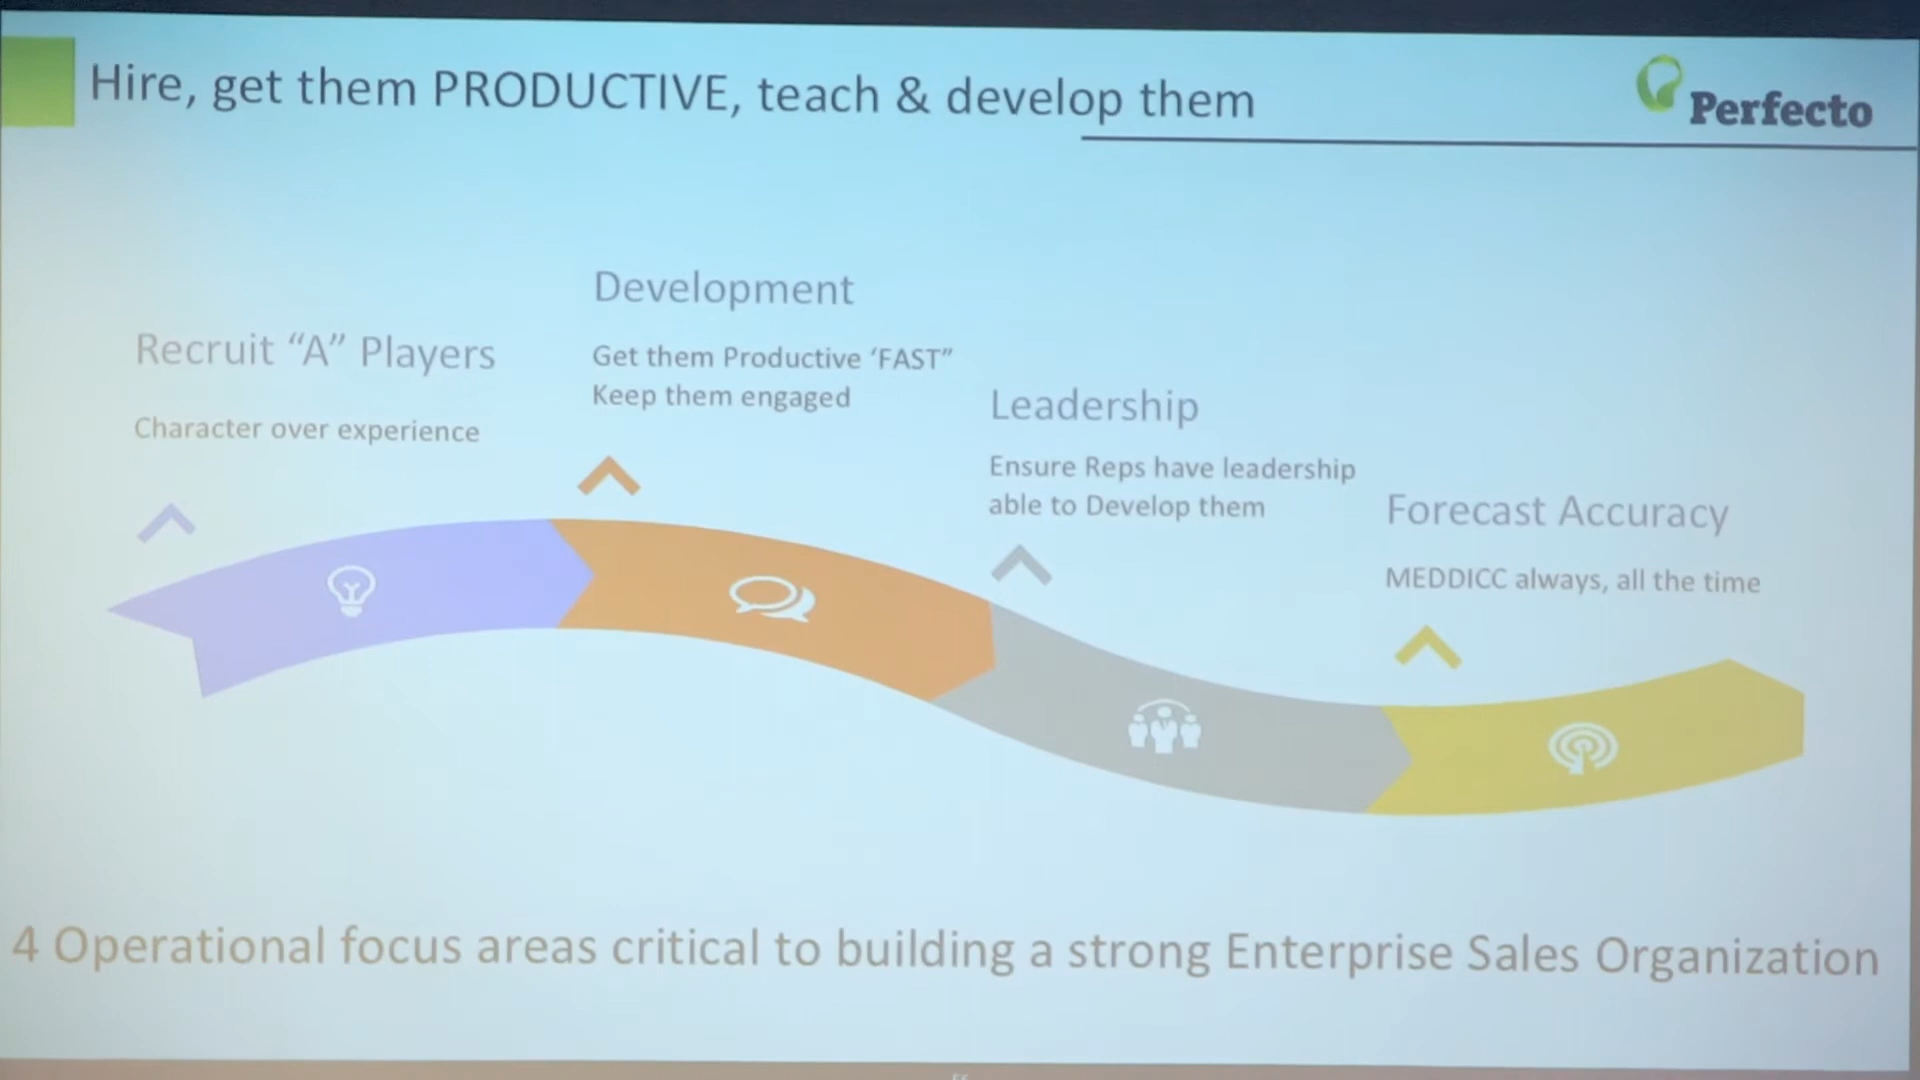 Hire, get them PRODUCTIVE, teach & develop them
Perfecto
Recruit “A” Players
Character over experience
Development
Get them Productive ‘FAST”
Keep them engaged
Leadership
Ensure Reps have leadership
able to Develop them
Forecast Accuracy
MEDDICC always, all the time
4 Operational focus areas critical to building a strong Enterprise Sales Organization